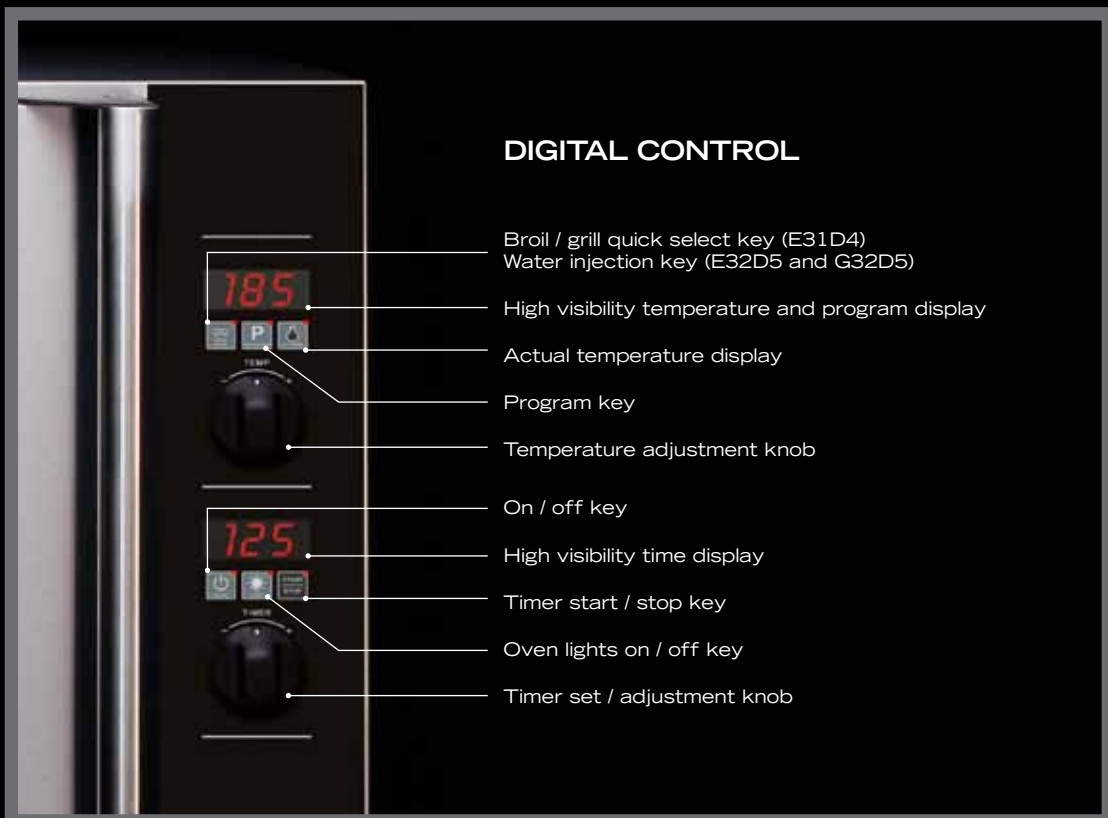 DIGITAL CONTROL
Broil / grill quick select key (E31D4)
Water injection key (E32D5 and G32D5)
185
High visibility temperature and program display
P
Actual temperature display
TEMP
Program key
Temperature adjustment knob
On / off key
125
High visibility time display
START
STOP
Timer start / stop key
TIMER
Oven lights on / off key
Timer set / adjustment knob